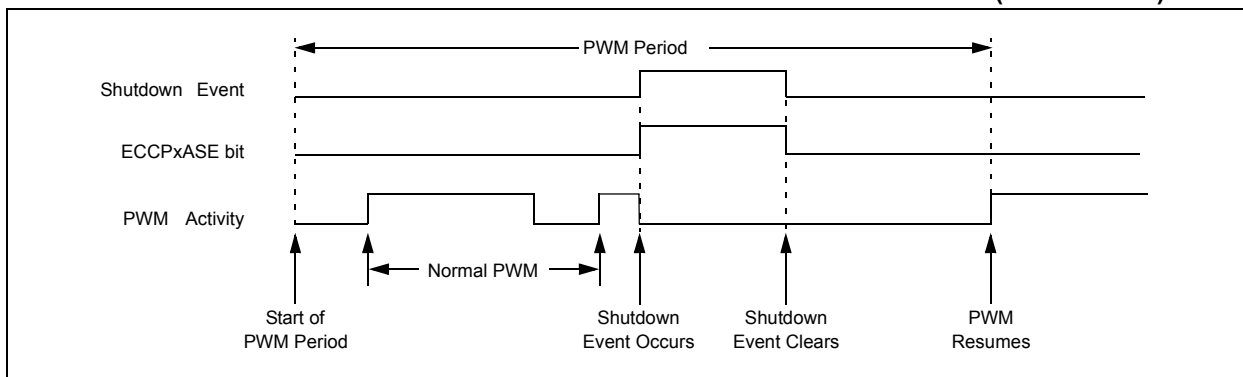 PWM Period
Shutdown Event
ECCPxASE bit
PWM Activity
Normal PWM
Start of
PWM Period
Shutdown
Event Occurs
Shutdown
Event Clears
PWM
Resumes